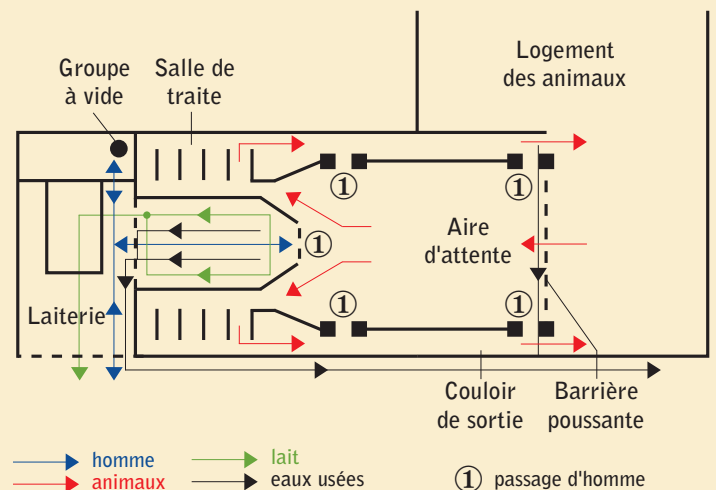 Logement
des animaux
Groupe
à vide
Salle de
traite
①
①
①
Aire
d'attente
Laiterie
①
①
Couloir
de sortie
Barrière
poussante
homme
lait
animaux
eaux usées
① passage d'homme